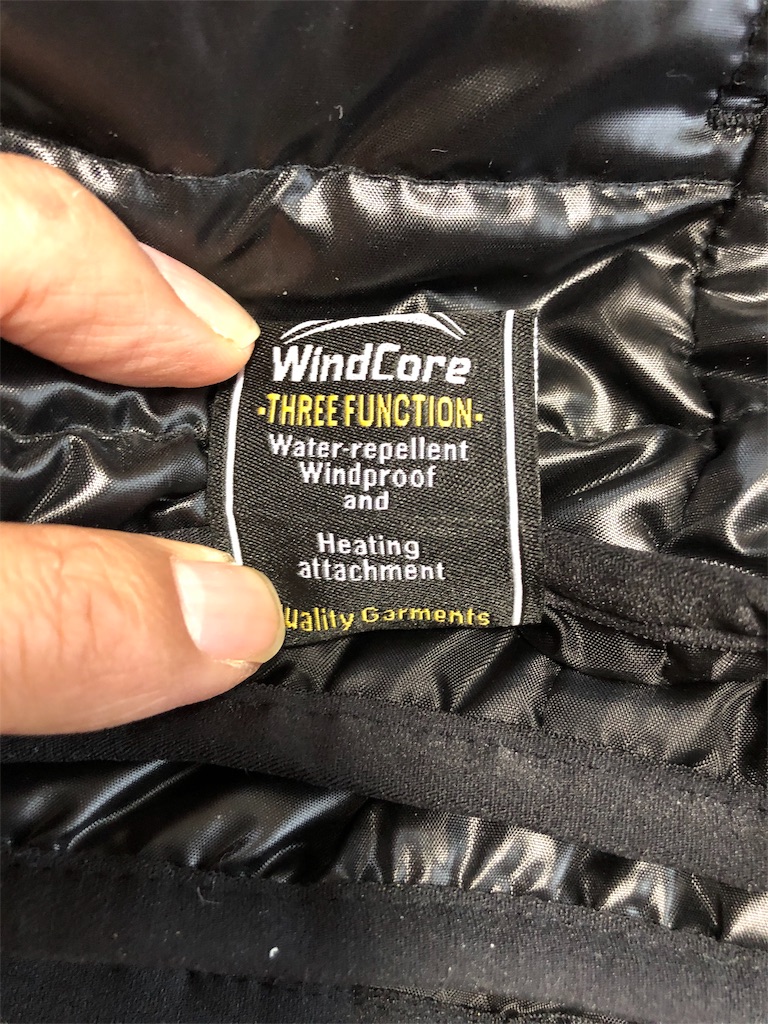 WindCore
-THREE FUNCTION-
Water-repellent
Windproof
and
Heating
attachment
Garments